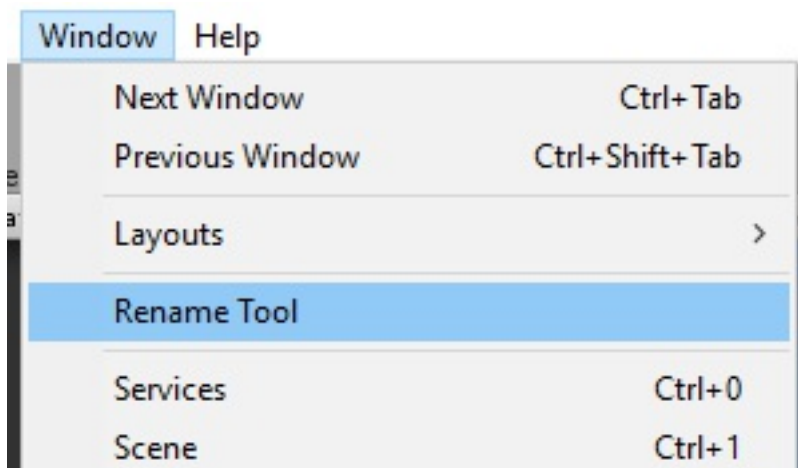 Window Help
Next Window Ctrl+Tab
Previous Window Ctrl+Shift+Tab
Layouts >
Rename Tool
Services Ctrl+0
Scene Ctrl+1